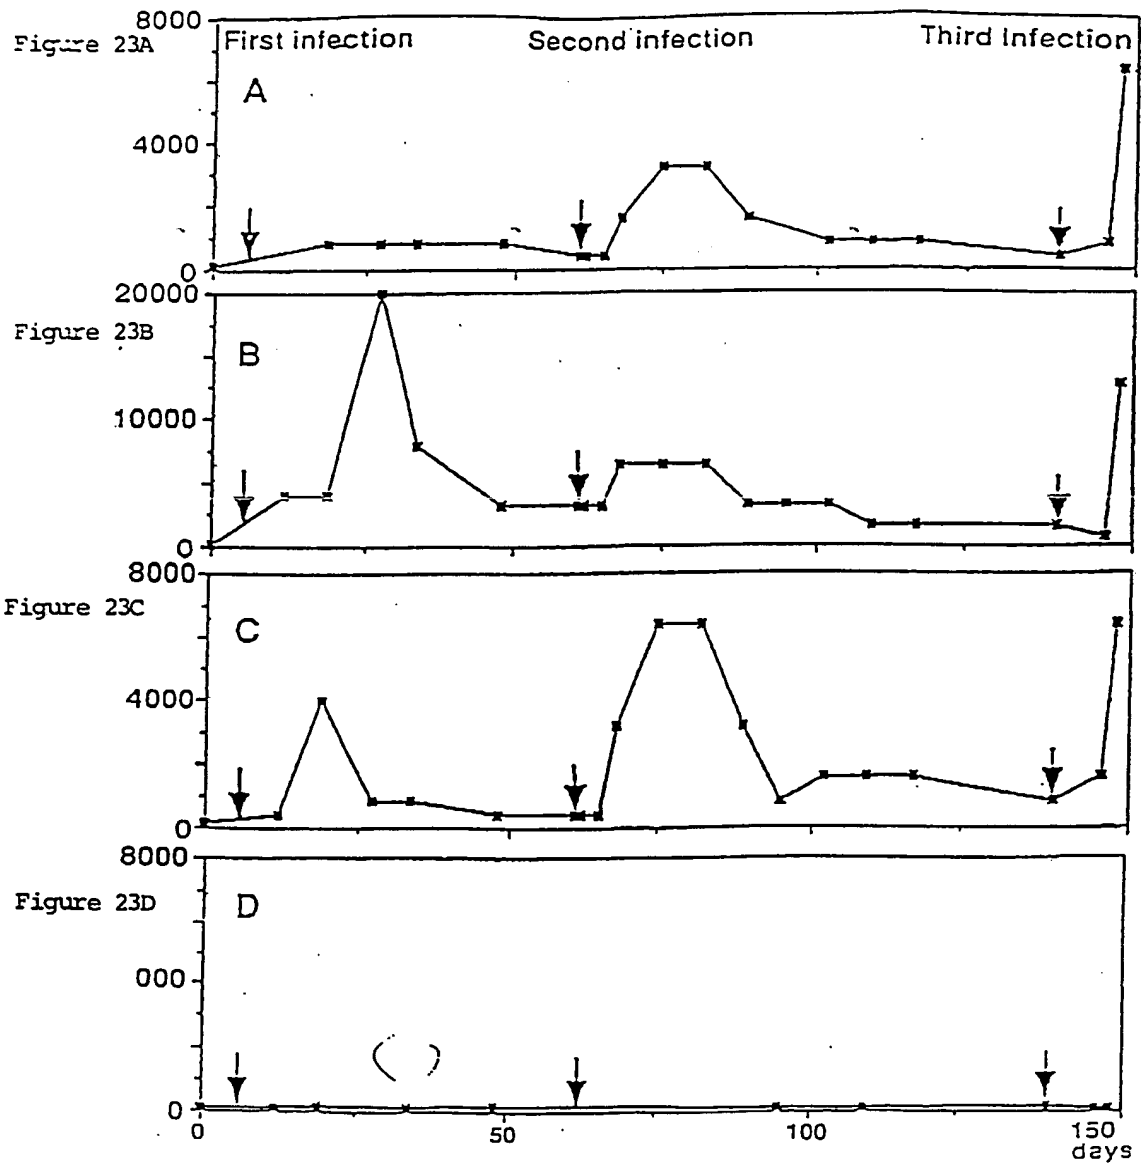 8000
Figure 23A
First infection
Second infection
Third Infection
A
4000
0
20000
Figure 23B
B
10000
0
8000
Figure 23C
C
4000
0
8000
Figure 23D
D
000
0
0 50 100 150
days